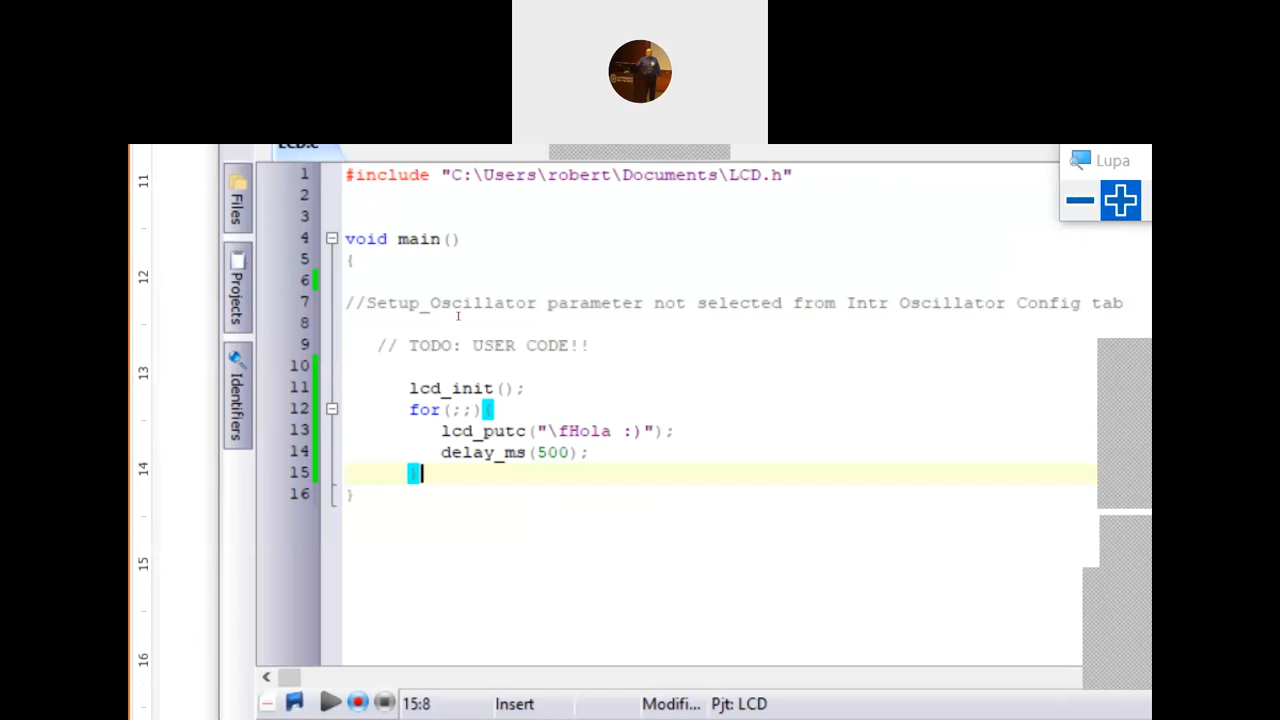 LCD.c
Lupa
Files
Projects
Identifiers
11
12
13
14
15
16
1 #include "C:\Users\robert\Documents\LCD.h"
2
3
4 void main()
5 {
6
7 //Setup_Oscillator parameter not selected from Intr Oscillator Config tab
8
9 // TODO: USER CODE!!
10
11 lcd_init();
12 for(;;){
13 lcd_putc("\fHola :)");
14 delay_ms(500);
15 }
16 }
15:8 Insert Modifi... Pjt: LCD